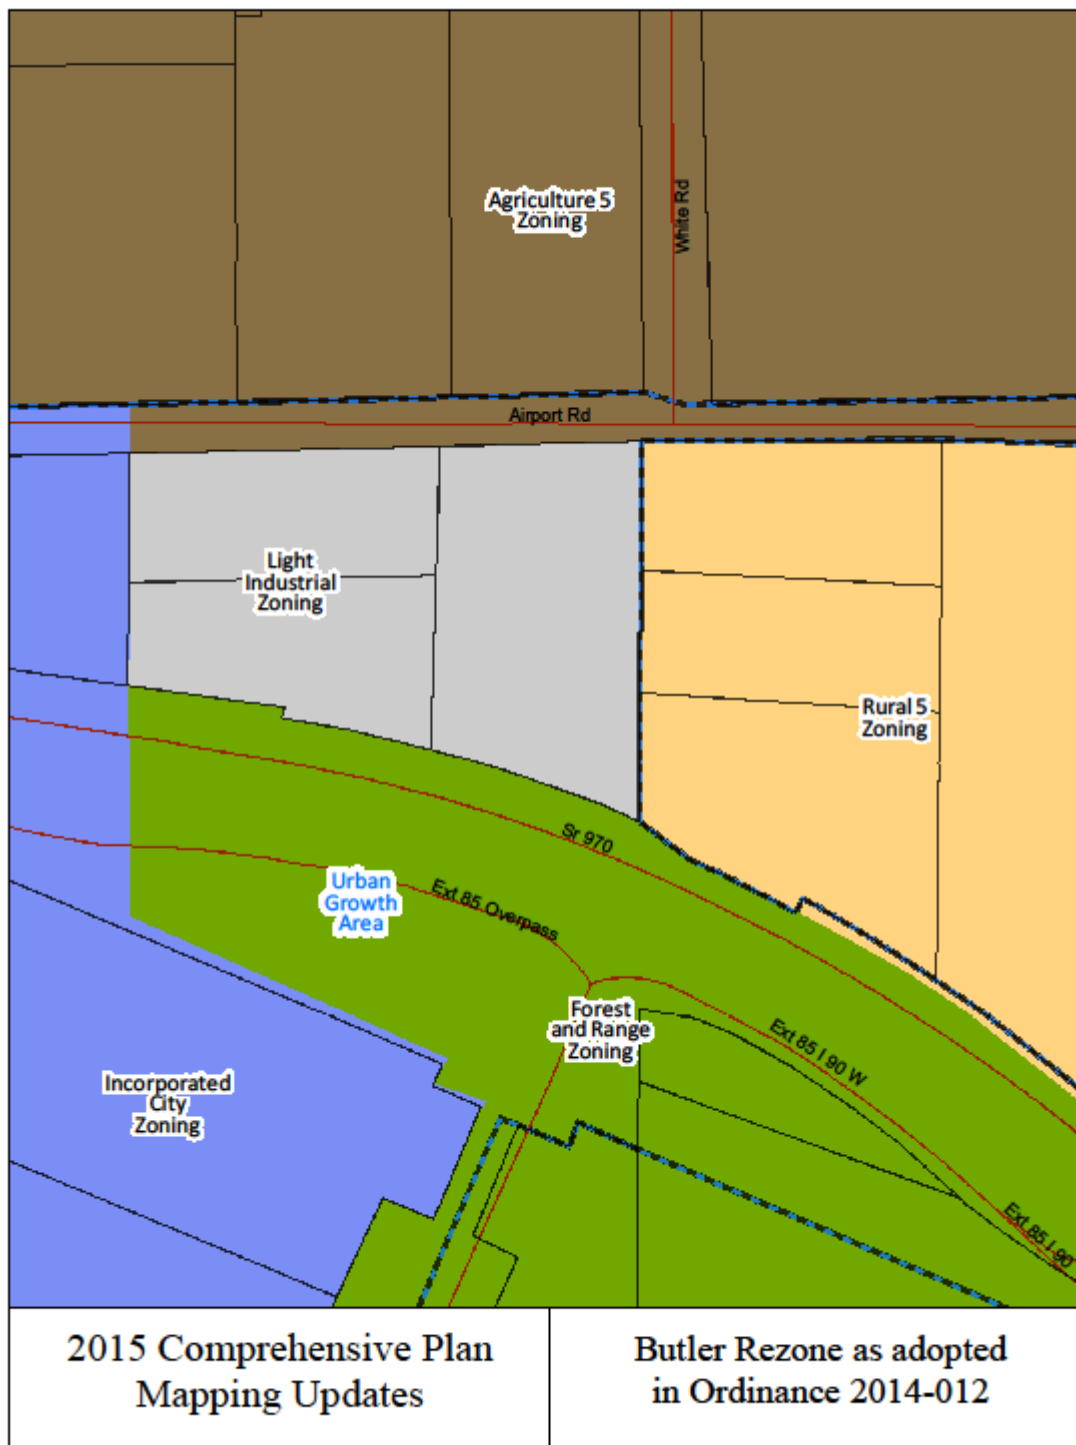 Agriculture 5
Zoning
White Rd
Airport Rd
Light
Industrial
Zoning
Rural 5
Zoning
Sr 970
Urban
Growth
Area
Ext 85 Overpass
Forest
and Range
Zoning
Ext 85 I 90 W
Incorporated
City
Zoning
Ext 85 I 90
2015 Comprehensive Plan
Mapping Updates
Butler Rezone as adopted
in Ordinance 2014-012